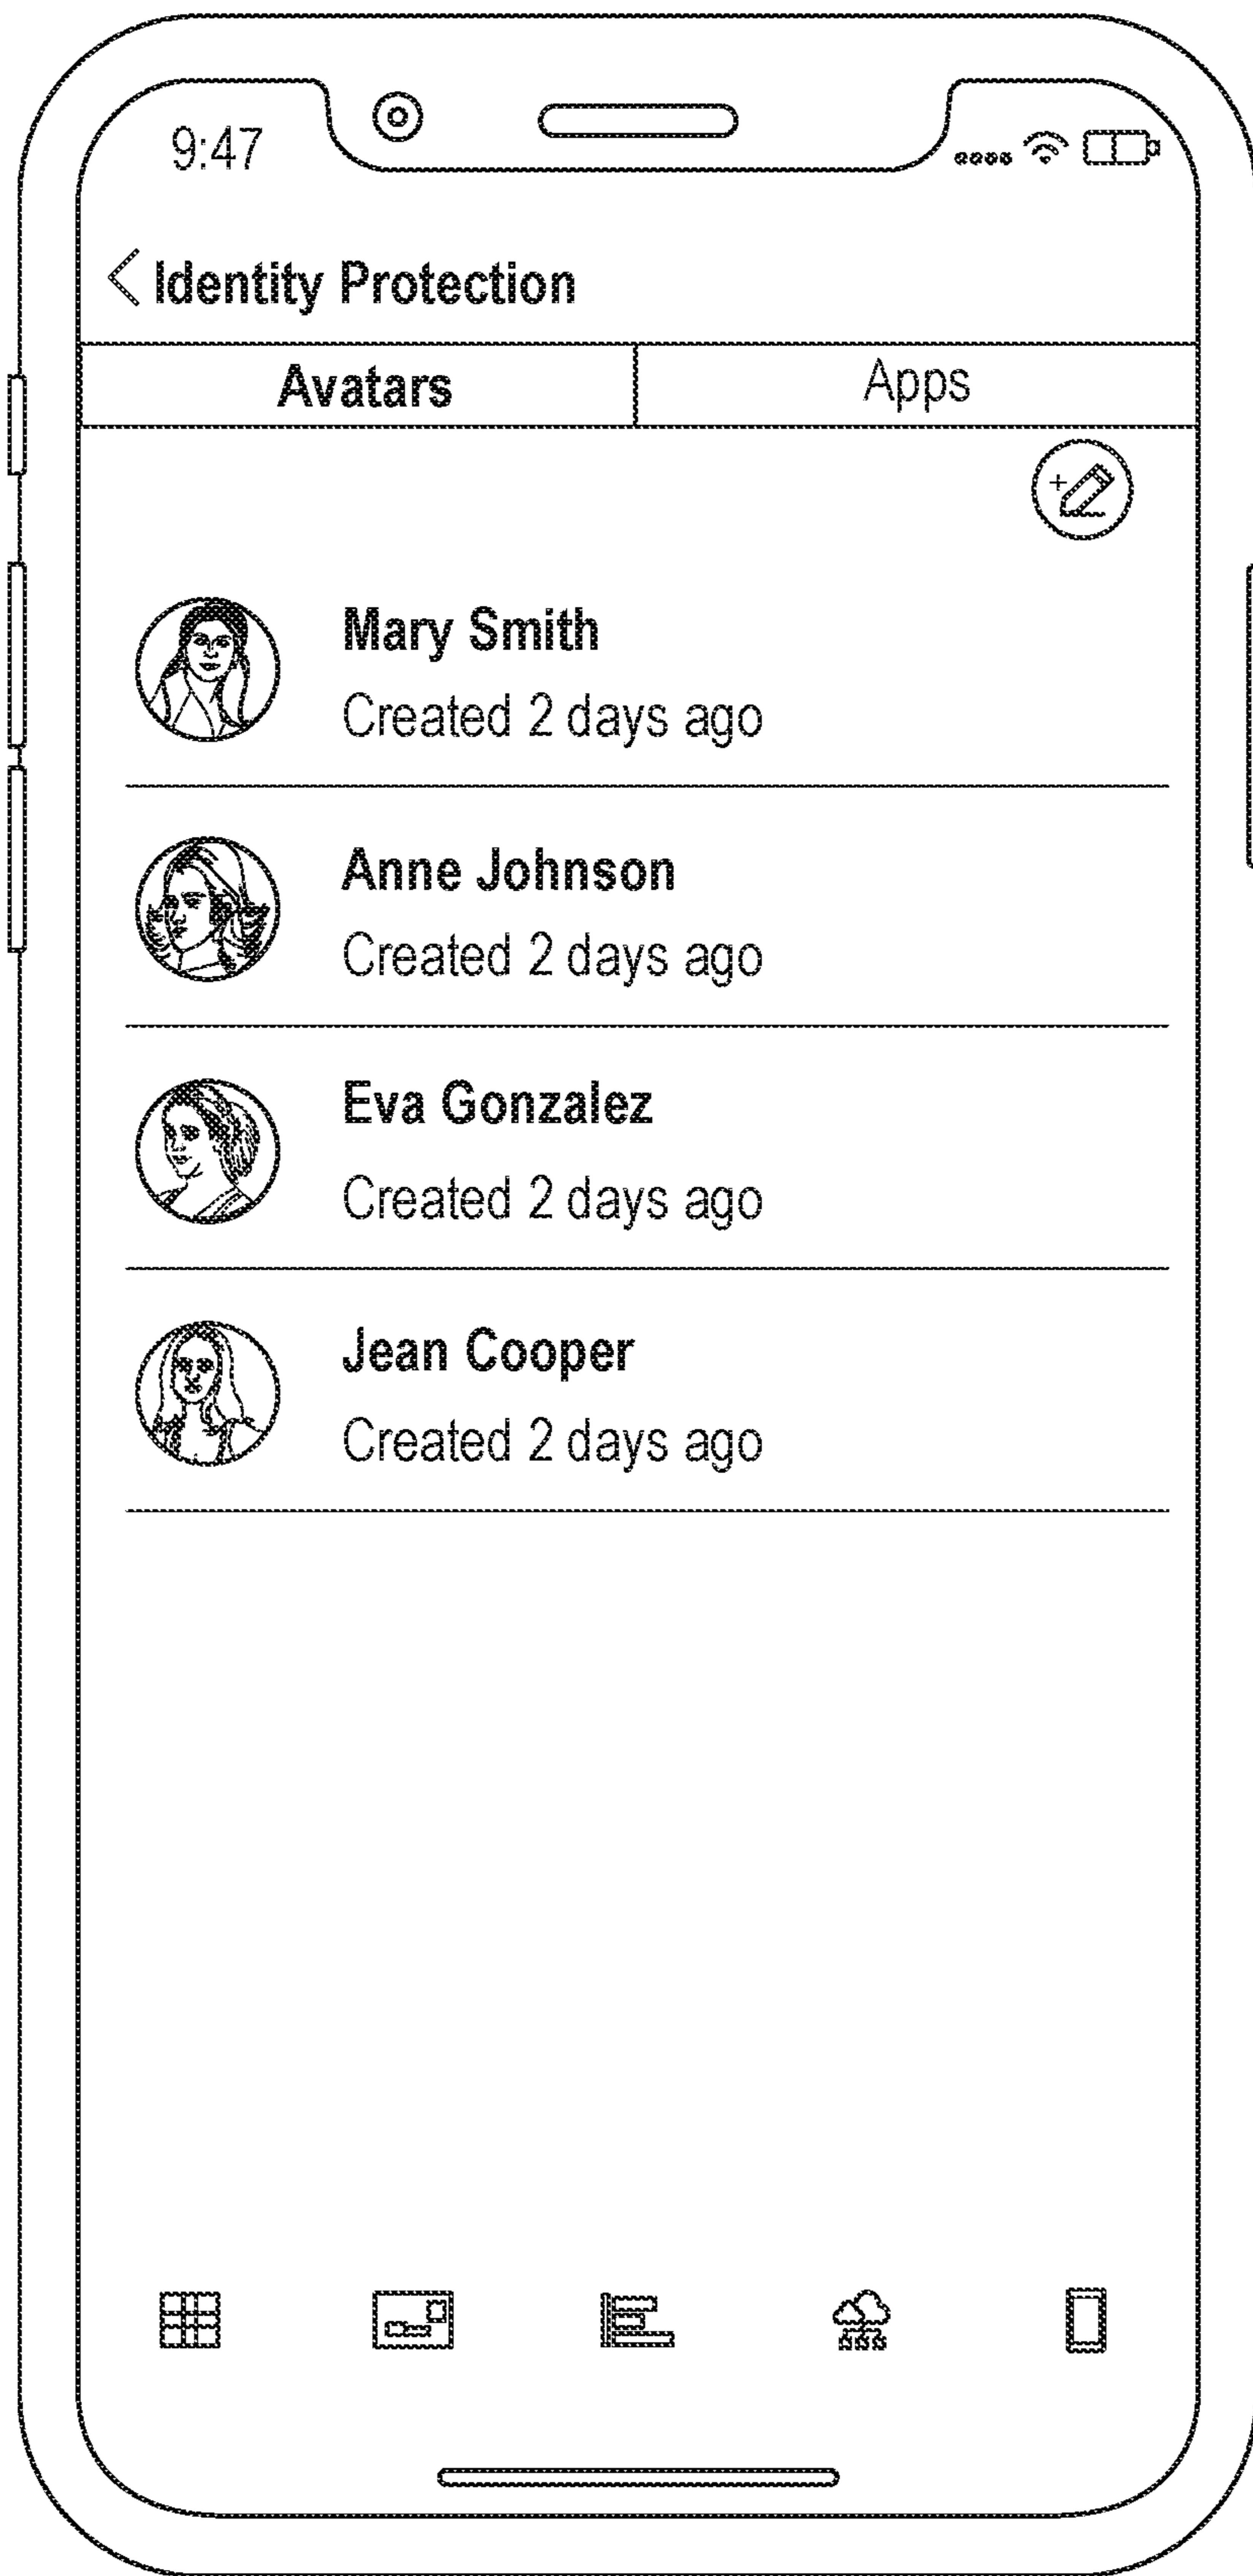 9:47
Identity Protection
Avatars
Apps
Mary Smith
Created 2 days ago
Anne Johnson
Created 2 days ago
Eva Gonzalez
Created 2 days ago
Jean Cooper
Created 2 days ago